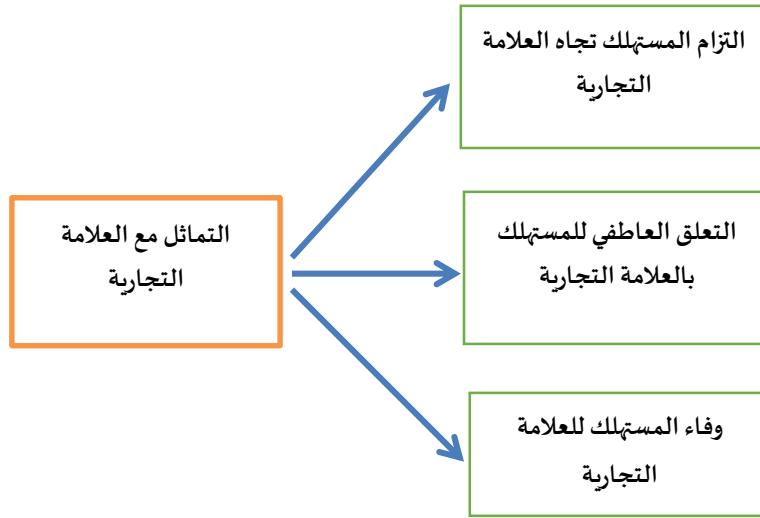 التزام المستهلك تجاه العلامة
التجارية
التماثل مع العلامة
التجارية
التعلق العاطفي للمستهلك
بالعلامة التجارية
وفاء المستهلك للعلامة
التجارية